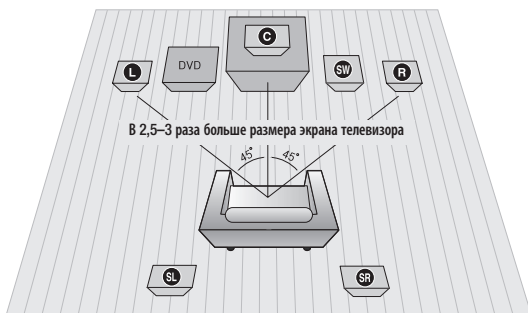 C
L
DVD
SW
R
В 2,5–3 раза больше размера экрана телевизора
45˚
45˚
SL
SR